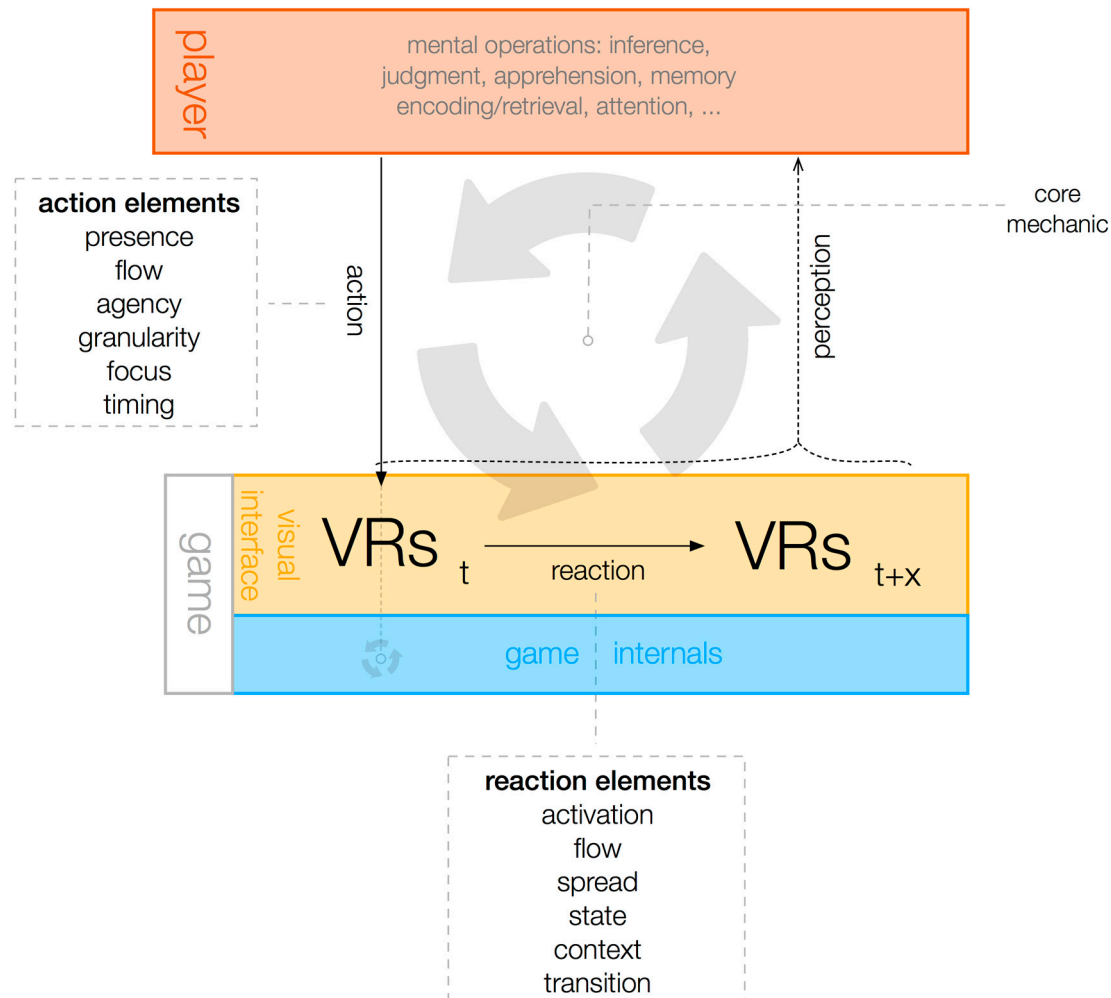 player
mental operations: inference,
judgment, apprehension, memory
encoding/retrieval, attention, ...
action elements
presence
flow
agency
granularity
focus
timing
action
perception
core
mechanic
game
visual
interface
VRs t
reaction
VRs t+x
game internals
reaction elements
activation
flow
spread
state
context
transition